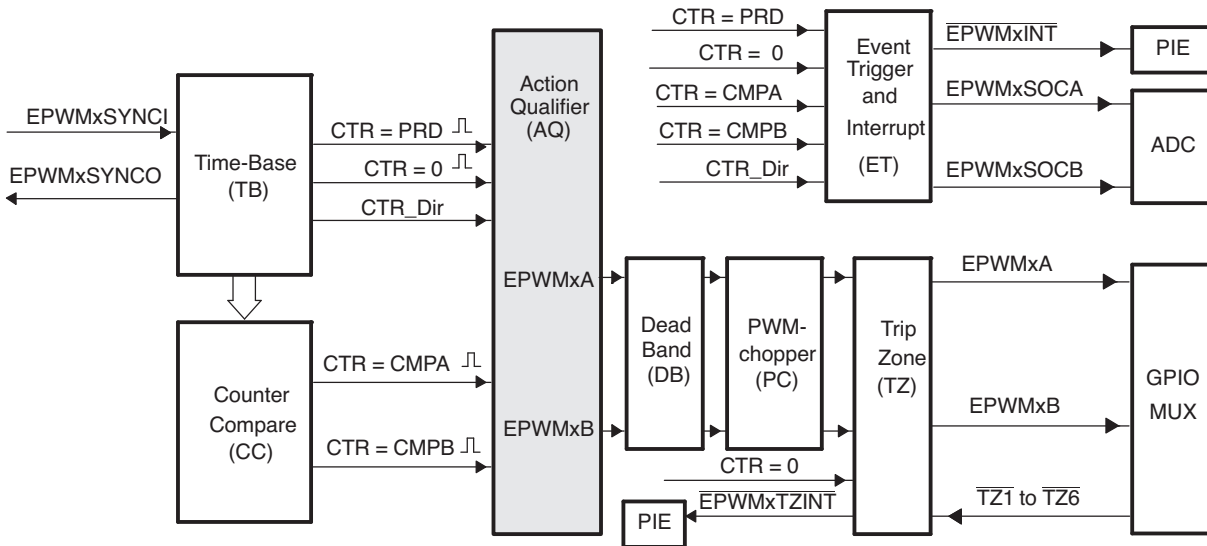 EPWMxSYNCI
EPWMxSYNCO
Time-Base
(TB)
CTR = PRD
CTR = 0
CTR_Dir
Counter
Compare
(CC)
CTR = CMPA
CTR = CMPB
Action
Qualifier
(AQ)
EPWMxA
EPWMxB
CTR = PRD
CTR = 0
CTR = CMPA
CTR = CMPB
CTR_Dir
Event
Trigger
and
Interrupt
(ET)
EPWMxINT
EPWMxSOCA
EPWMxSOCB
PIE
ADC
Dead
Band
(DB)
PWM-
chopper
(PC)
Trip
Zone
(TZ)
EPWMxA
EPWMxB
CTR = 0
EPWMxTZINT
PIE
TZ1 to TZ6
GPIO
MUX